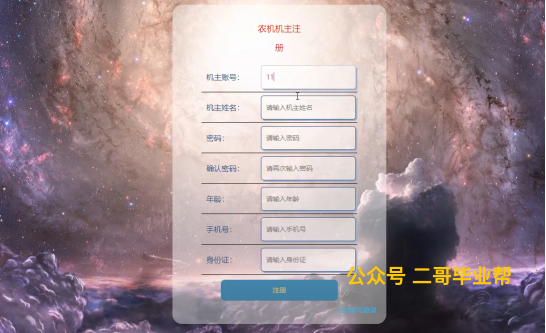 农机机主注
册
机主账号： 11
机主姓名： 请输入机主姓名
密码： 请输入密码
确认密码： 请再次输入密码
年龄： 请输入年龄
手机号： 请输入手机号
身份证： 请输入身份证
公众号 二哥毕业帮
注册